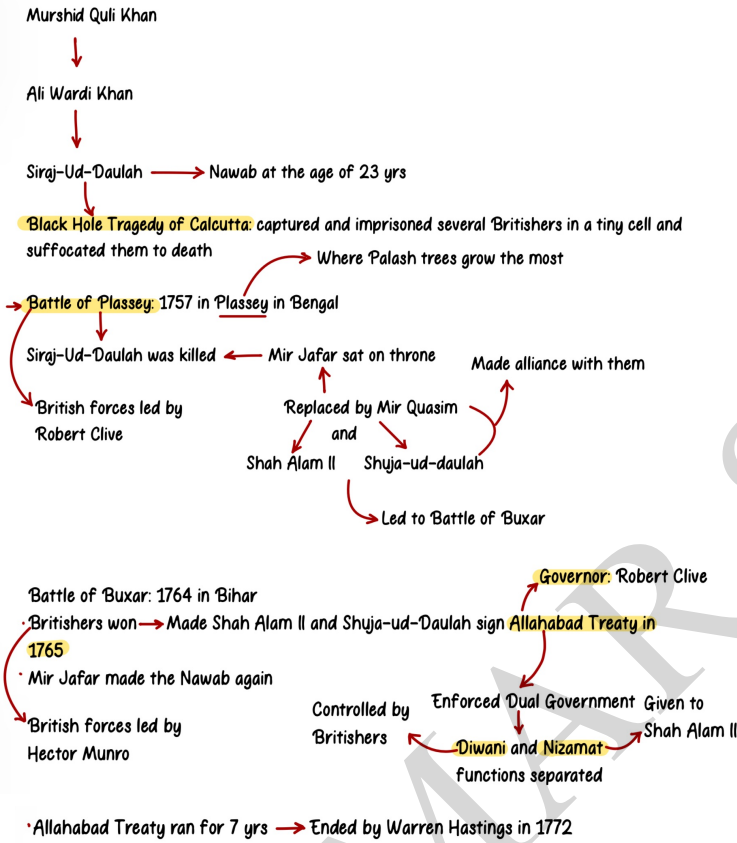 Murshid Quli Khan
Ali Wardi Khan
Siraj-Ud-Daulah
Nawab at the age of 23 yrs
Black Hole Tragedy of Calcutta: captured and imprisoned several Britishers in a tiny cell and
suffocated them to death
Where Palash trees grow the most
Battle of Plassey: 1757 in Plassey in Bengal
Siraj-Ud-Daulah was killed
Mir Jafar sat on throne
Made alliance with them
British forces led by
Robert Clive
Replaced by Mir Quasim
and
Shah Alam II
Shuja-ud-daulah
Led to Battle of Buxar
Governor: Robert Clive
Battle of Buxar: 1764 in Bihar
Britishers won
Made Shah Alam II and Shuja-ud-Daulah sign Allahabad Treaty in
1765
Mir Jafar made the Nawab again
British forces led by
Hector Munro
Controlled by
Britishers
Enforced Dual Government
Given to
Shah Alam II
Diwani and Nizamat
functions separated
Allahabad Treaty ran for 7 yrs
Ended by Warren Hastings in 1772